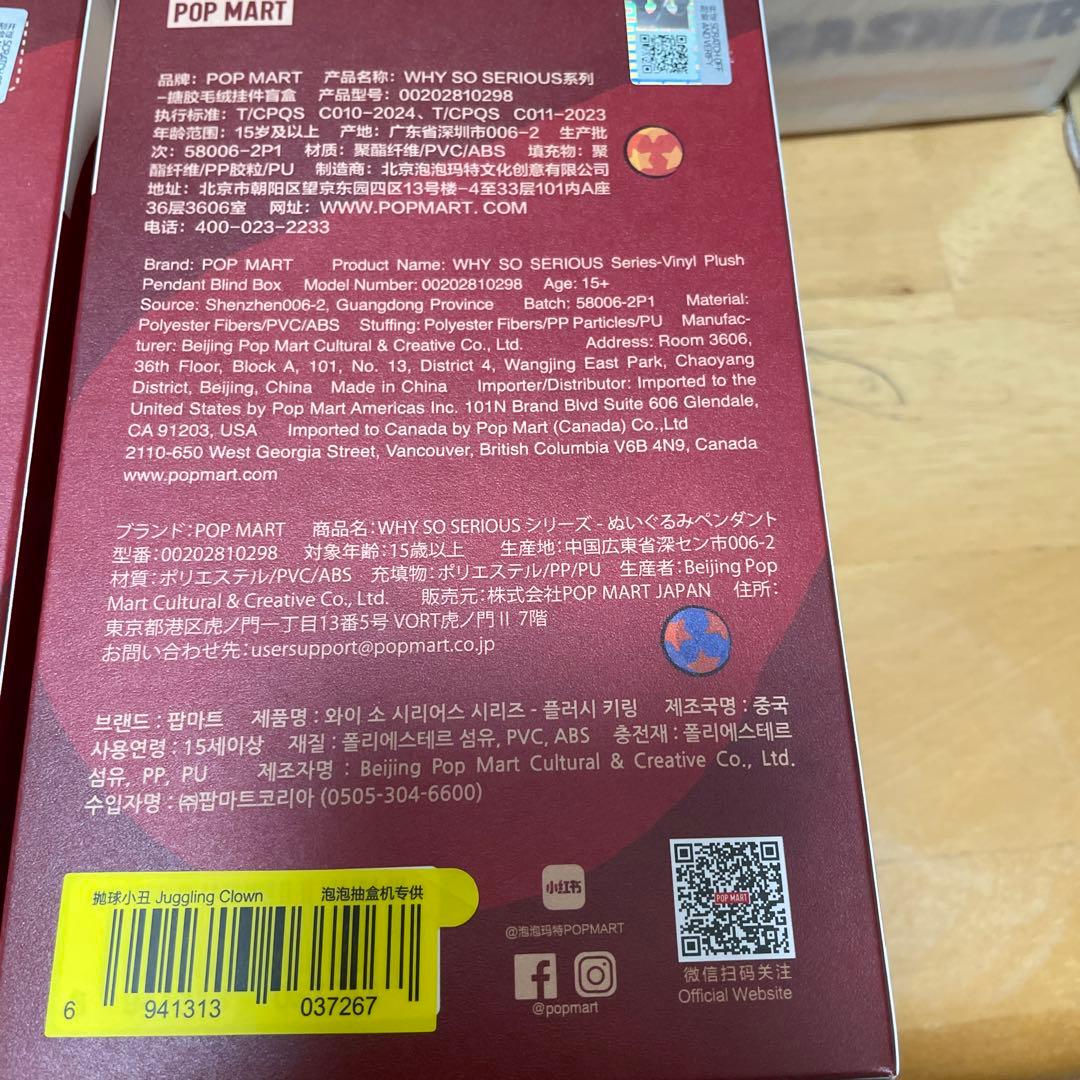 POP MART
开涂 SCRATCH OFF
AND VERIFY
品牌：POP MART 产品名称：WHY SO SERIOUS系列
-搪胶毛绒挂件盲盒 产品型号：00202810298
执行标准：T/CPQS C010-2024、T/CPQS C011-2023
年龄范围：15岁及以上 产地：广东省深圳市006-2 生产批
次：58006-2P1 材质：聚酯纤维/PVC/ABS 填充物：聚
酯纤维/PP胶粒/PU 制造商：北京泡泡玛特文化创意有限公司
地址：北京市朝阳区望京东园四区13号楼-4至33层101内A座
36层3606室 网址：WWW.POPMART. COM
电话：400-023-2233
Brand: POP MART Product Name: WHY SO SERIOUS Series-Vinyl Plush
Pendant Blind Box Model Number: 00202810298 Age: 15+
Source: Shenzhen006-2, Guangdong Province Batch: 58006-2P1 Material:
Polyester Fibers/PVC/ABS Stuffing: Polyester Fibers/PP Particles/PU Manufac-
turer: Beijing Pop Mart Cultural & Creative Co., Ltd. Address: Room 3606,
36th Floor, Block A, 101, No. 13, District 4, Wangjing East Park, Chaoyang
District, Beijing, China Made in China Importer/Distributor: Imported to the
United States by Pop Mart Americas Inc. 101N Brand Blvd Suite 606 Glendale,
CA 91203, USA Imported to Canada by Pop Mart (Canada) Co.,Ltd
2110-650 West Georgia Street, Vancouver, British Columbia V6B 4N9, Canada
www.popmart.com
ブランド：POP MART 商品名：WHY SO SERIOUS シリーズ - ぬいぐるみペンダント
型番：00202810298 対象年齢：15歳以上 生産地：中国広東省深セン市006-2
材質：ポリエステル/PVC/ABS 充填物：ポリエステル/PP/PU 生産者：Beijing Pop
Mart Cultural & Creative Co., Ltd. 販売元：株式会社POP MART JAPAN 住所：
東京都港区虎ノ門一丁目13番5号 VORT虎ノ門Ⅱ 7階
お問い合わせ先：usersupport@popmart.co.jp
브랜드 : 팝마트 제품명 : 와이 소 시리어스 시리즈 - 플러시 키링 제조국명 : 중국
사용연령 : 15세이상 재질 : 폴리에스테르 섬유, PVC, ABS 충전재 : 폴리에스테르
섬유, PP, PU 제조자명 : Beijing Pop Mart Cultural & Creative Co., Ltd.
수입자명 : ㈜팝마트코리아 (0505-304-6600)
抛球小丑 Juggling Clown 泡泡抽盒机专供
6 941313 037267
小红书
@泡泡玛特POPMART
@popmart
POP MART
微信扫码关注
Official Website